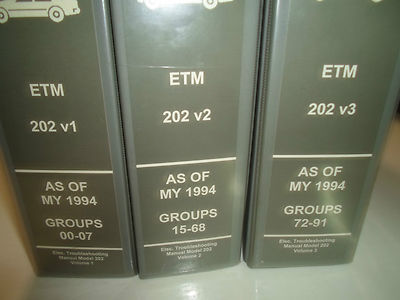 ETM
202 v1
AS OF
MY 1994
GROUPS
00-07
Elec. Troubleshooting
Manual Model 202
Volume 1
ETM
202 v2
AS OF
MY 1994
GROUPS
15-68
Elec. Troubleshooting
Manual Model 202
Volume 2
ETM
202 v3
AS OF
MY 1994
GROUPS
72-91
Elec. Troubleshooting
Manual Model 202
Volume 3